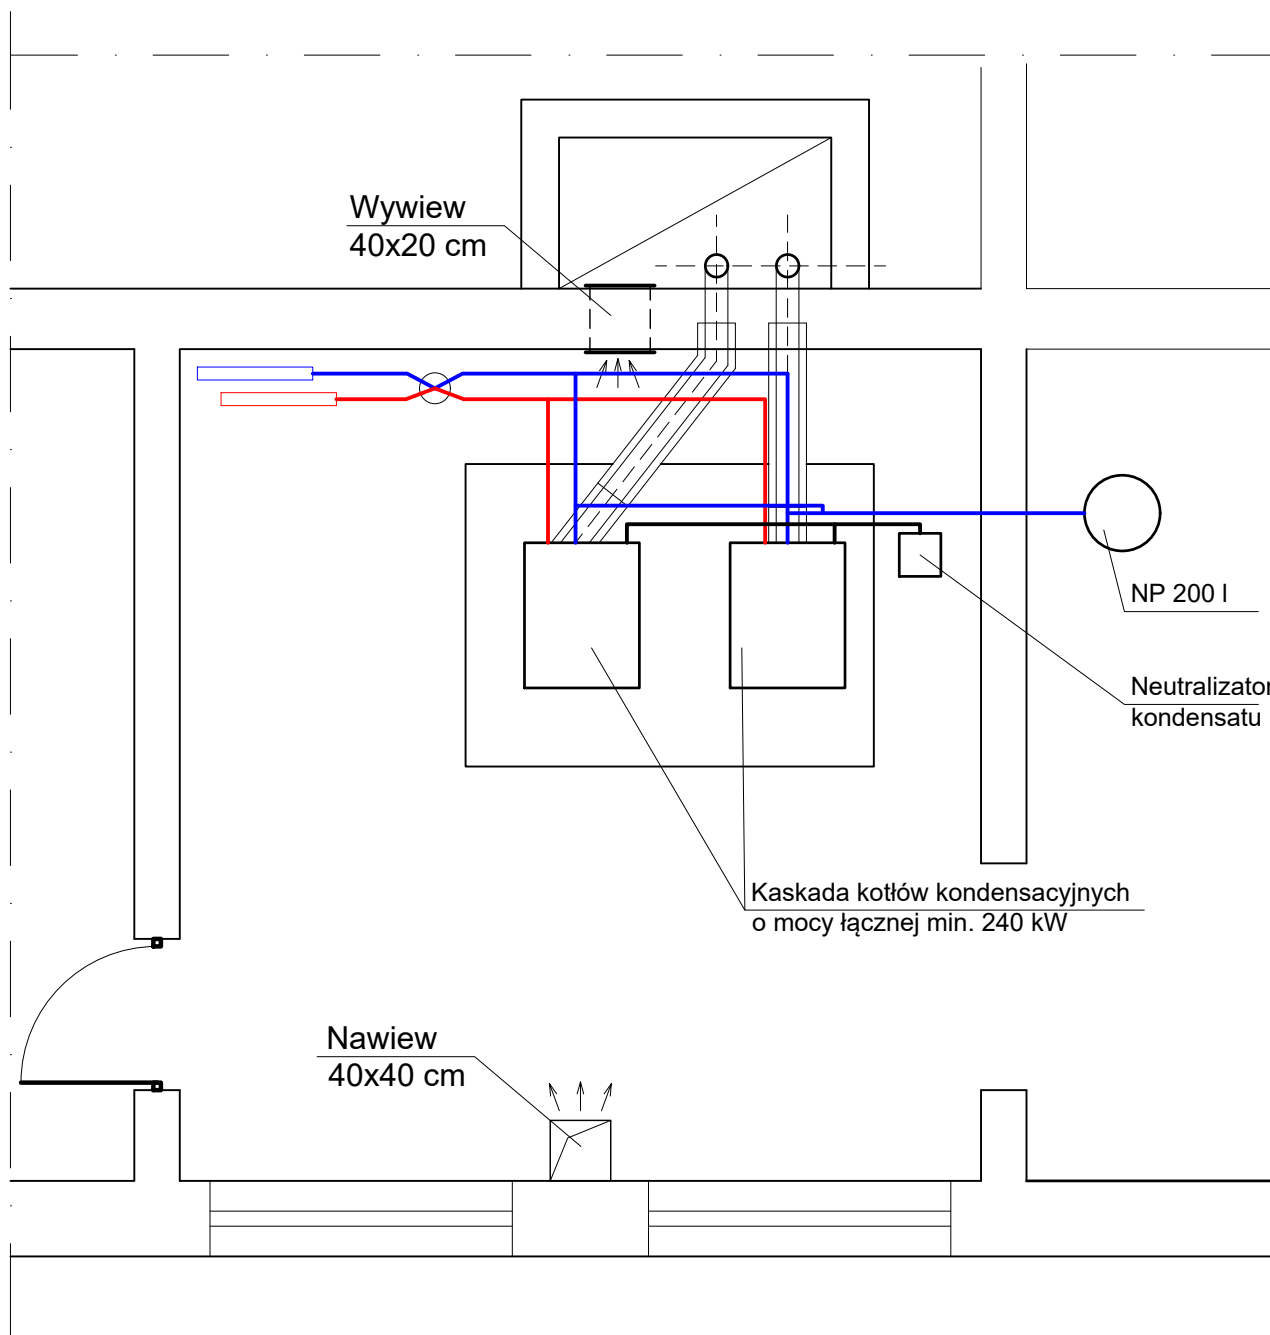 Wywiew
40x20 cm
NP 200 l
Neutralizator
kondensatu
Kaskada kotłów kondensacyjnych
o mocy łącznej min. 240 kW
Nawiew
40x40 cm